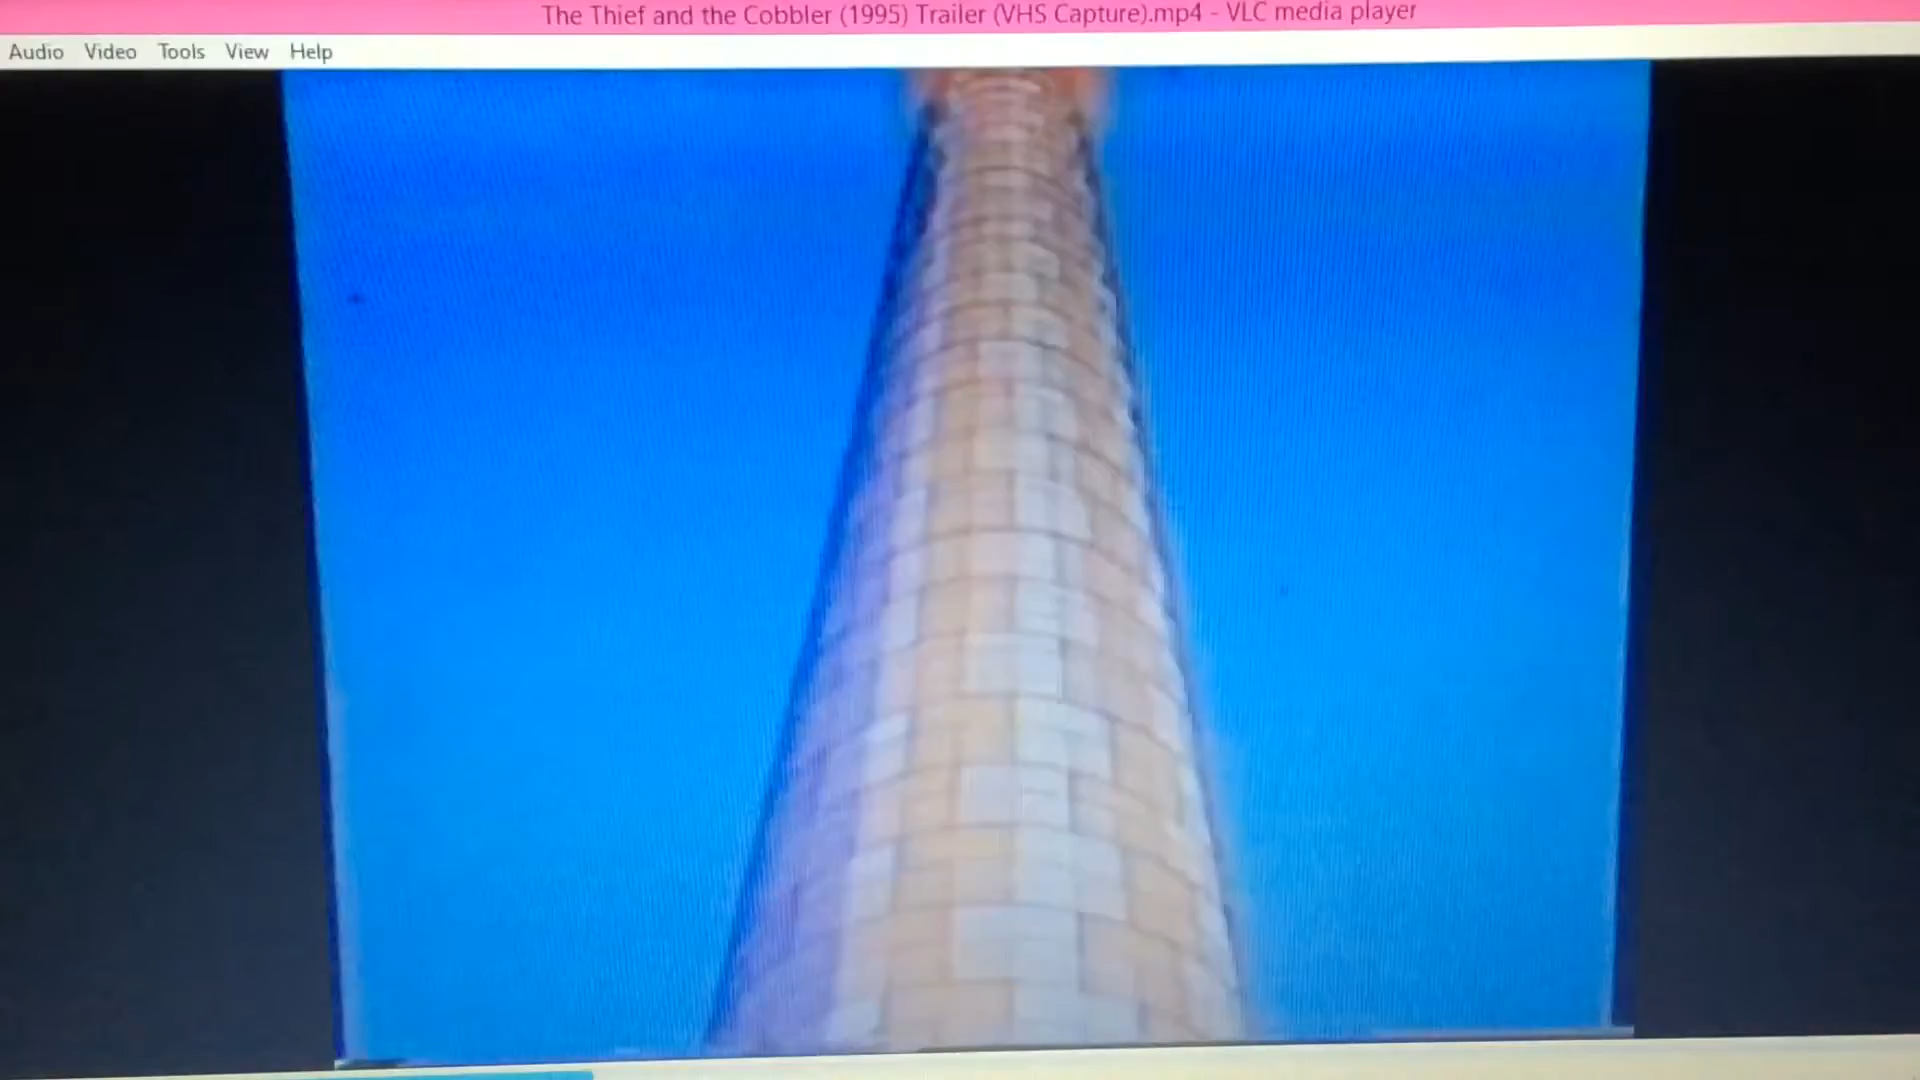 The Thief and the Cobbler (1995) Trailer (VHS Capture).mp4 - VLC media player
Audio Video Tools View Help